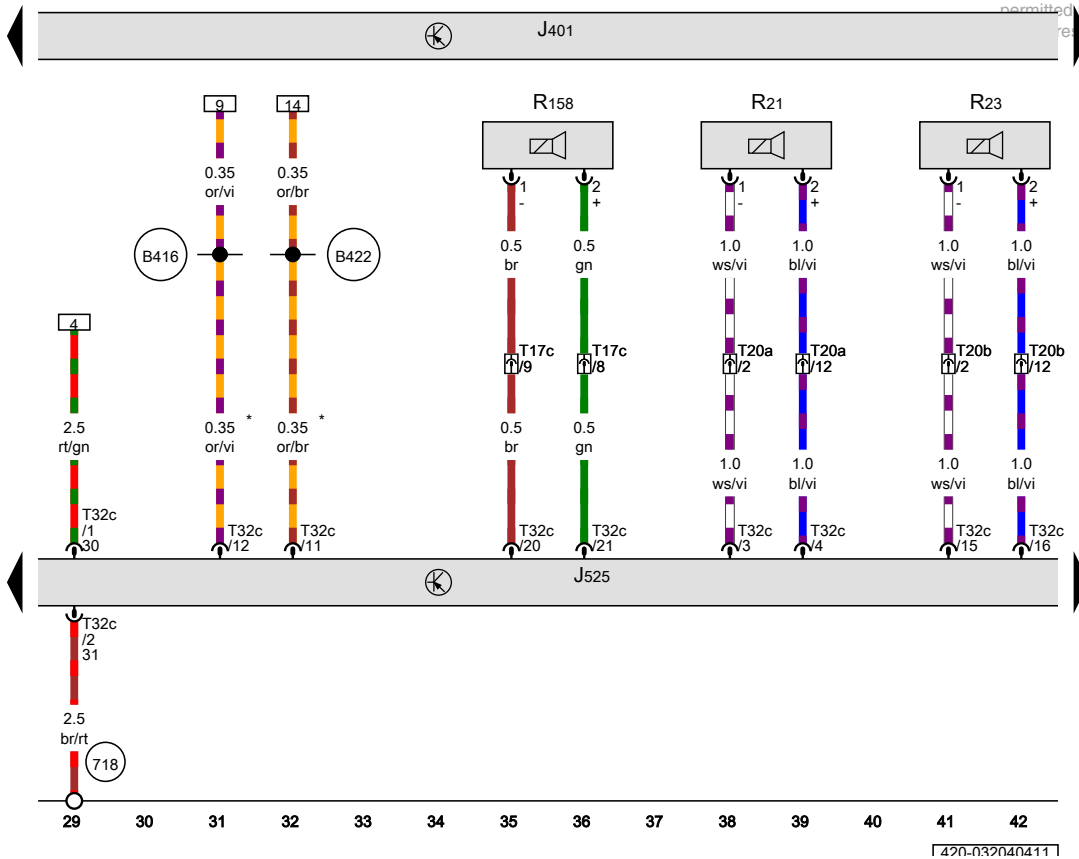 permitted
J401
9
14
R158
R21
R23
0.35
or/vi
0.35
or/br
1
-
2
+
1
-
2
+
1
-
2
+
B416
B422
0.5
br
0.5
gn
1.0
ws/vi
1.0
bl/vi
1.0
ws/vi
1.0
bl/vi
4
T17c
/9
T17c
/8
T20a
/2
T20a
/12
T20b
/2
T20b
/12
2.5
rt/gn
0.35 *
or/vi
0.35 *
or/br
0.5
br
0.5
gn
1.0
ws/vi
1.0
bl/vi
1.0
ws/vi
1.0
bl/vi
T32c
/1
30
T32c
/12
T32c
/11
T32c
/20
T32c
/21
T32c
/3
T32c
/4
T32c
/15
T32c
/16
J525
T32c
/2
31
2.5
br/rt
718
29 30 31 32 33 34 35 36 37 38 39 40 41 42
420-032040411